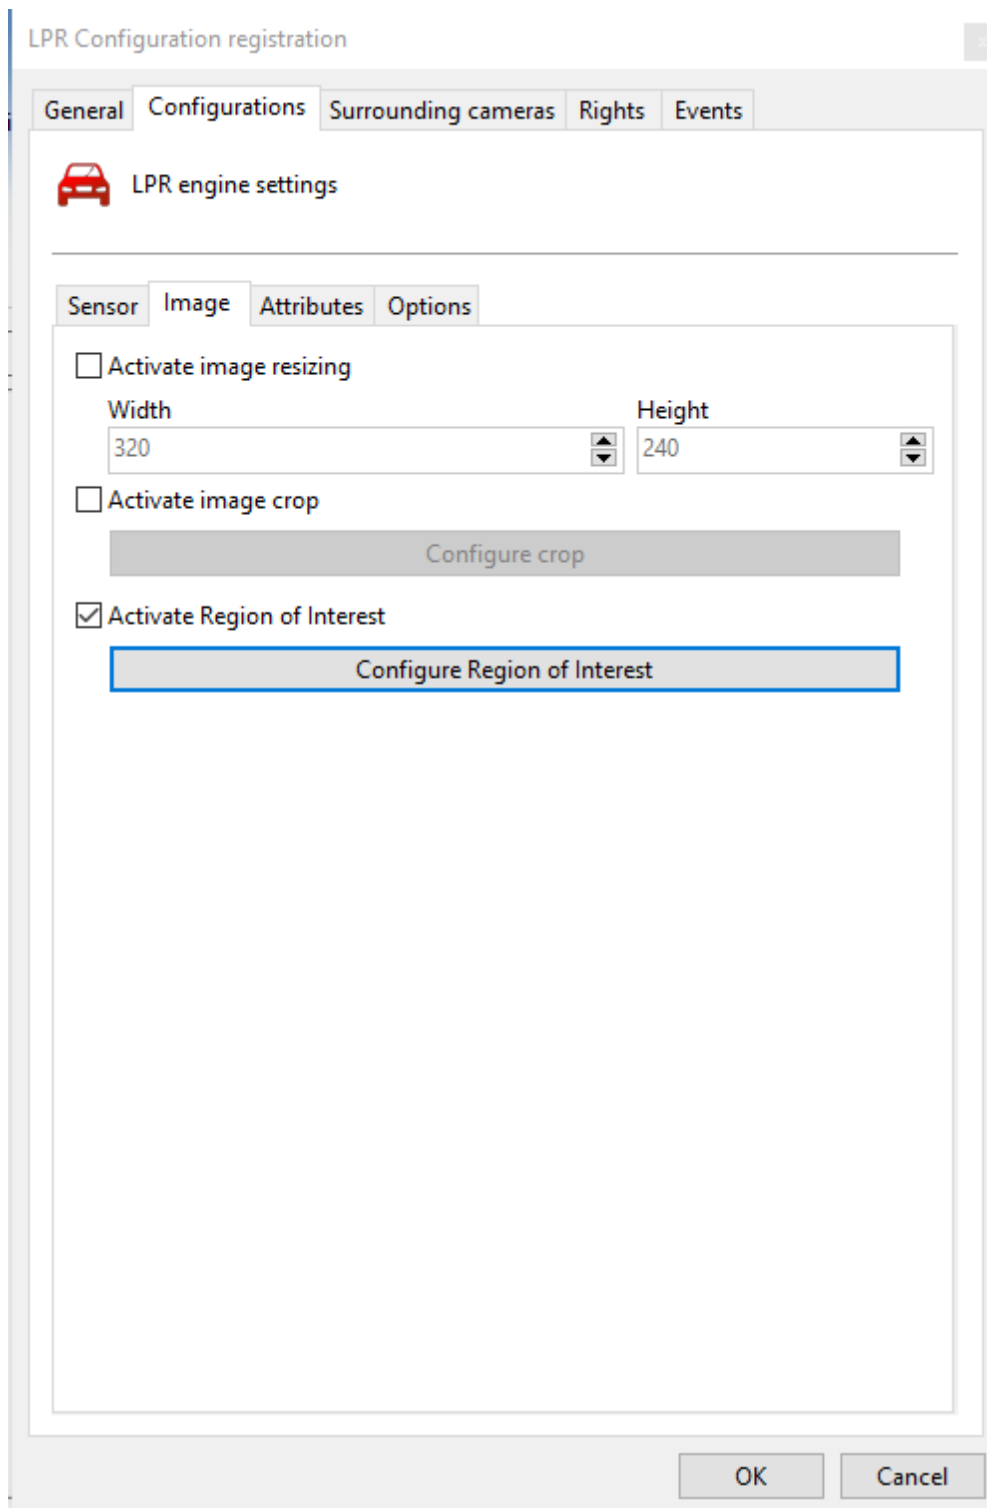 LPR Configuration registration
General Configurations Surrounding cameras Rights Events
LPR engine settings
Sensor Image Attributes Options
Activate image resizing
Width Height
320 240
Activate image crop
Configure crop
Activate Region of Interest
Configure Region of Interest
OK Cancel